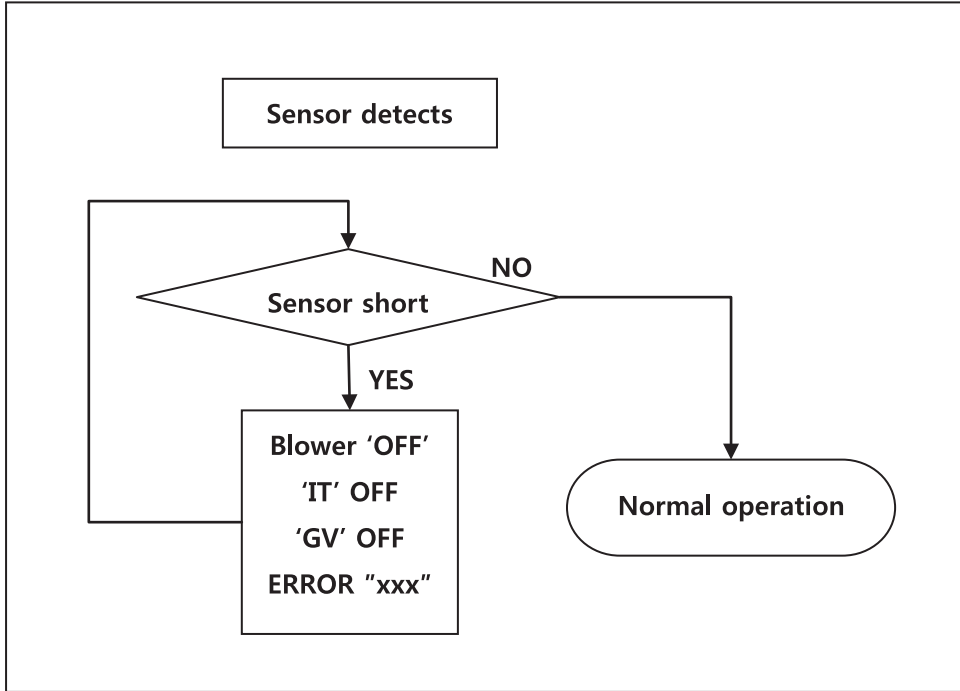 Sensor detects
NO
Sensor short
YES
Blower ‘OFF’
‘IT’ OFF
‘GV’ OFF
ERROR ”xxx”
Normal operation